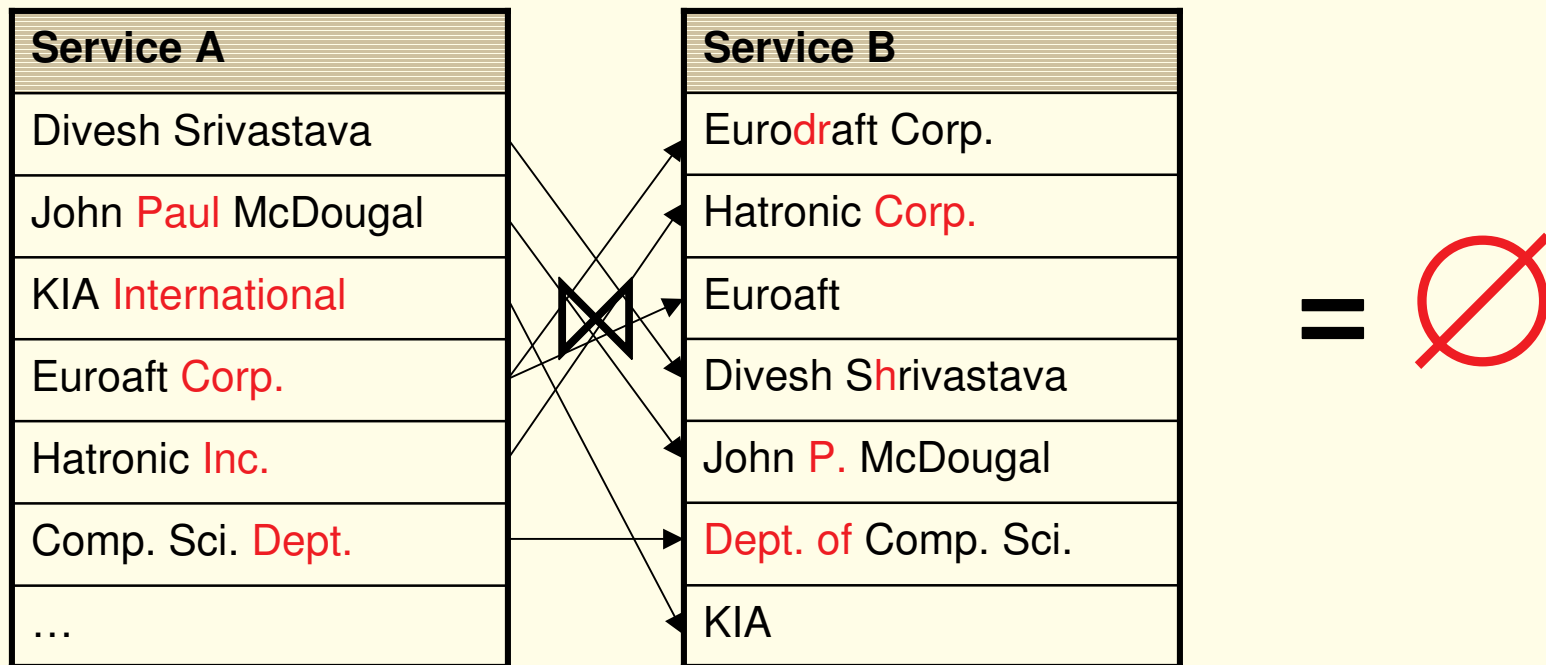 Service A
Divesh Srivastava
John Paul McDougal
KIA International
Euroaft Corp.
Hatronic Inc.
Comp. Sci. Dept.
…
Service B
Eurodraft Corp.
Hatronic Corp.
Euroaft
Divesh Shrivastava
John P. McDougal
Dept. of Comp. Sci.
KIA
⋈
= ∅